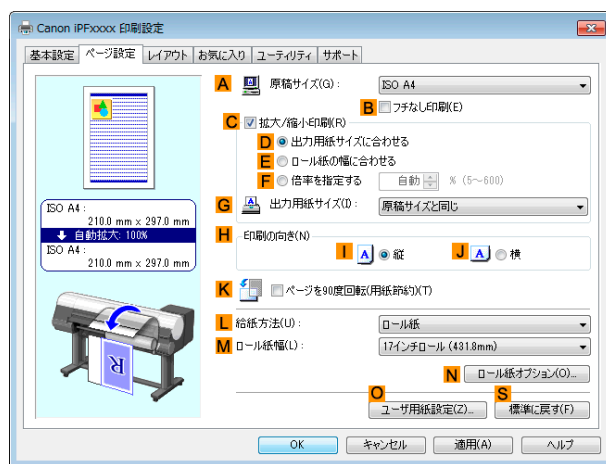 Canon iPFxxxx 印刷設定
基本設定 ページ設定 レイアウト お気に入り ユーティリティ サポート
A 原稿サイズ(G): ISO A4
B フチなし印刷(E)
C 拡大/縮小印刷(R)
D 出力用紙サイズに合わせる
E ロール紙の幅に合わせる
F 倍率を指定する 自動 % (5～600)
G 出力用紙サイズ(I): 原稿サイズと同じ
ISO A4 :
210.0 mm x 297.0 mm
自動拡大: 100%
ISO A4 :
210.0 mm x 297.0 mm
H 印刷の向き(N)
I A 縦 J A 横
K ページを90度回転(用紙節約)(T)
L 給紙方法(U): ロール紙
M ロール紙幅(L): 17インチロール (431.8mm)
N ロール紙オプション(O)...
O ユーザ用紙設定(Z)... S 標準に戻す(F)
R
OK キャンセル 適用(A) ヘルプ